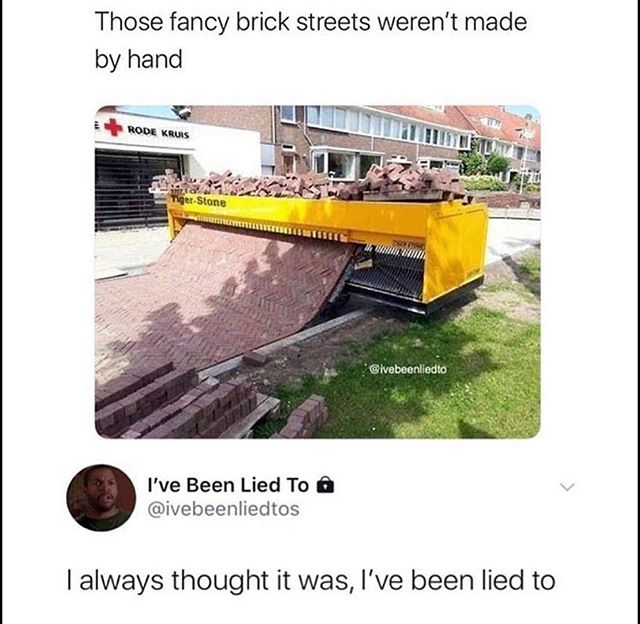 Those fancy brick streets weren't made
by hand
RODE KRUIS
Tiger-Stone
@ivebeenliedto
I've Been Lied To
@ivebeenliedtos
I always thought it was, I've been lied to